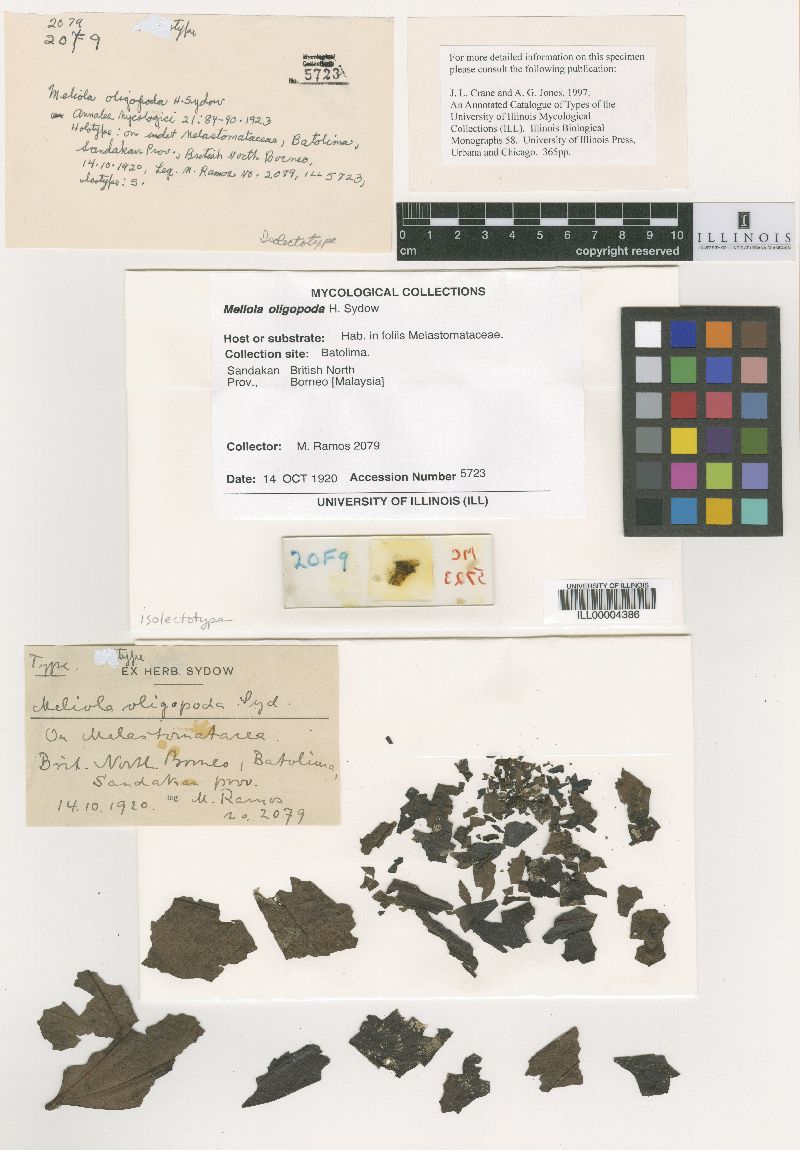 2079
20F9
type
Mycological
Collections
No. 5723
Meliola oligopoda H. Sydow
Annales Mycologici 21: 84-90. 1923
Holotype: on indet Melastomataceae, Batolima,
Sandakan Prov., British North Borneo,
14.10.1920, Leg. M. Ramos No. 2079, ILL 5723,
Isotype: S.
Isolectotype
For more detailed information on this specimen
please consult the following publication:
J. L. Crane and A. G. Jones. 1997.
An Annotated Catalogue of Types of the
University of Illinois Mycological
Collections (ILL). Illinois Biological
Monographs 58. University of Illinois Press,
Urbana and Chicago. 365pp.
0 1 2 3 4 5 6 7 8 9 10
cm copyright reserved
I
ILLINOIS
UNIVERSITY OF ILLINOIS AT URBANA-CHAMPAIGN
MYCOLOGICAL COLLECTIONS
Meliola oligopoda H. Sydow
Host or substrate: Hab. in foliis Melastomataceae.
Collection site: Batolima.
Sandakan British North
Prov., Borneo [Malaysia]
Collector: M. Ramos 2079
Date: 14 OCT 1920 Accession Number 5723
UNIVERSITY OF ILLINOIS (ILL)
20F9
MC
5723
UNIVERSITY OF ILLINOIS
ILL00004386
isolectotype
Type. type
EX HERB. SYDOW
Meliola oligopoda Syd.
On Melastomatacea.
Brit. North Borneo, Batolima,
Sandakan prov.
14.10.1920. leg. M. Ramos
no. 2079